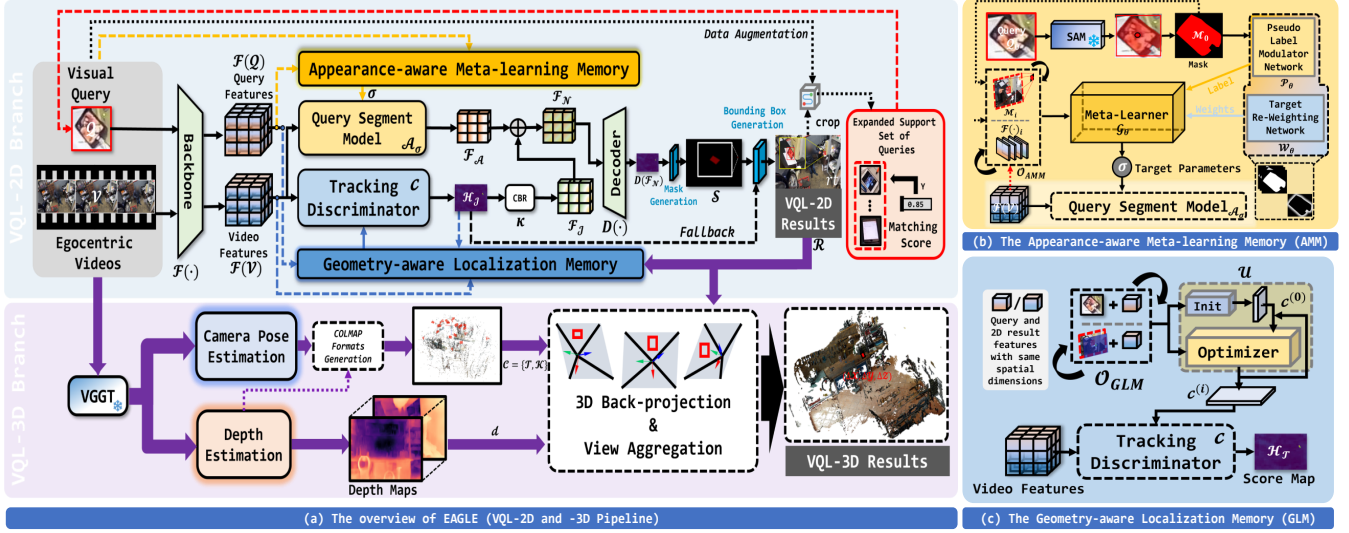 VQL-2D Branch
Visual
Query
Egocentric
Videos
Backbone
F(·)
F(Q)
Query
Features
Video
Features
F(V)
Appearance-aware Meta-learning Memory
σ
Query Segment
Model
A_σ
Tracking
Discriminator
C
Geometry-aware Localization Memory
F_A
H_J
CBR
K
F_N
F_J
Decoder
D(·)
D(F_N)
Mask
Generation
S
Fallback
Data Augmentation
Bounding Box
Generation
crop
VQL-2D
Results
R
Expanded Support
Set of
Queries
Y
0.85
Matching
Score
VQL-3D Branch
VGGT
Camera Pose
Estimation
Depth
Estimation
COLMAP
Formats
Generation
Depth Maps
C = {T, K}
d
3D Back-projection
&
View Aggregation
VQL-3D Results
(a) The overview of EAGLE (VQL-2D and -3D Pipeline)
Query
SAM
M_0
Mask
Pseudo
Label
Modulator
Network
P_θ
Label
Weights
Target
Re-Weighting
Network
W_θ
M_i
F(·)_i
O_AMM
Meta-Learner
G_θ
σ
Target Parameters
Query Segment Model A_σ
(b) The Appearance-aware Meta-learning Memory (AMM)
Query and
2D result
features
with same
spatial
dimensions
O_GLM
U
Init
C^(0)
Optimizer
C^(i)
Tracking
Discriminator
C
Video Features
H_T
Score Map
(c) The Geometry-aware Localization Memory (GLM)